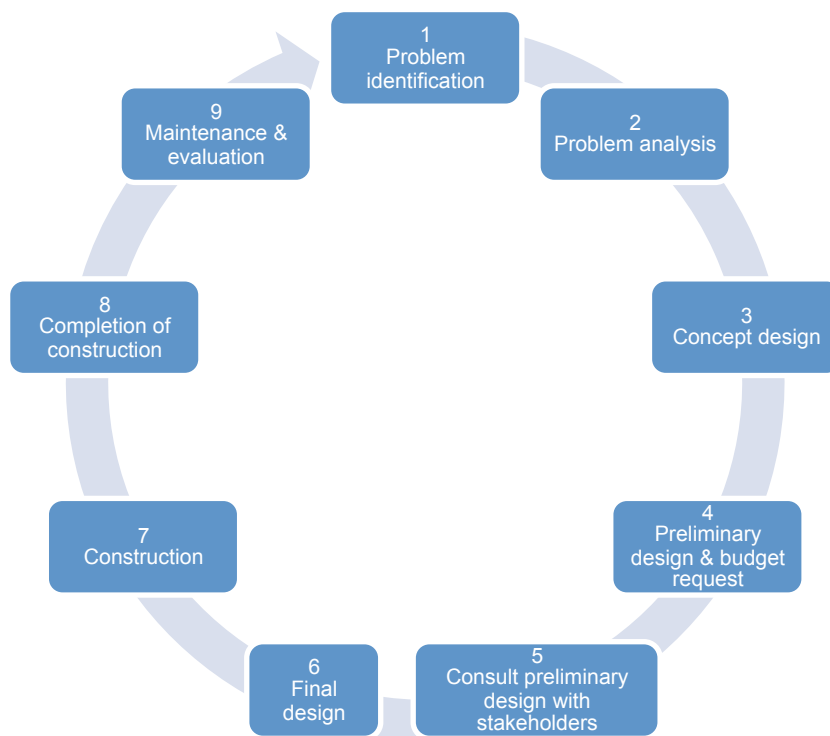 1
Problem
identification
2
Problem analysis
3
Concept design
4
Preliminary
design & budget
request
5
Consult preliminary
design with
stakeholders
6
Final
design
7
Construction
8
Completion of
construction
9
Maintenance &
evaluation